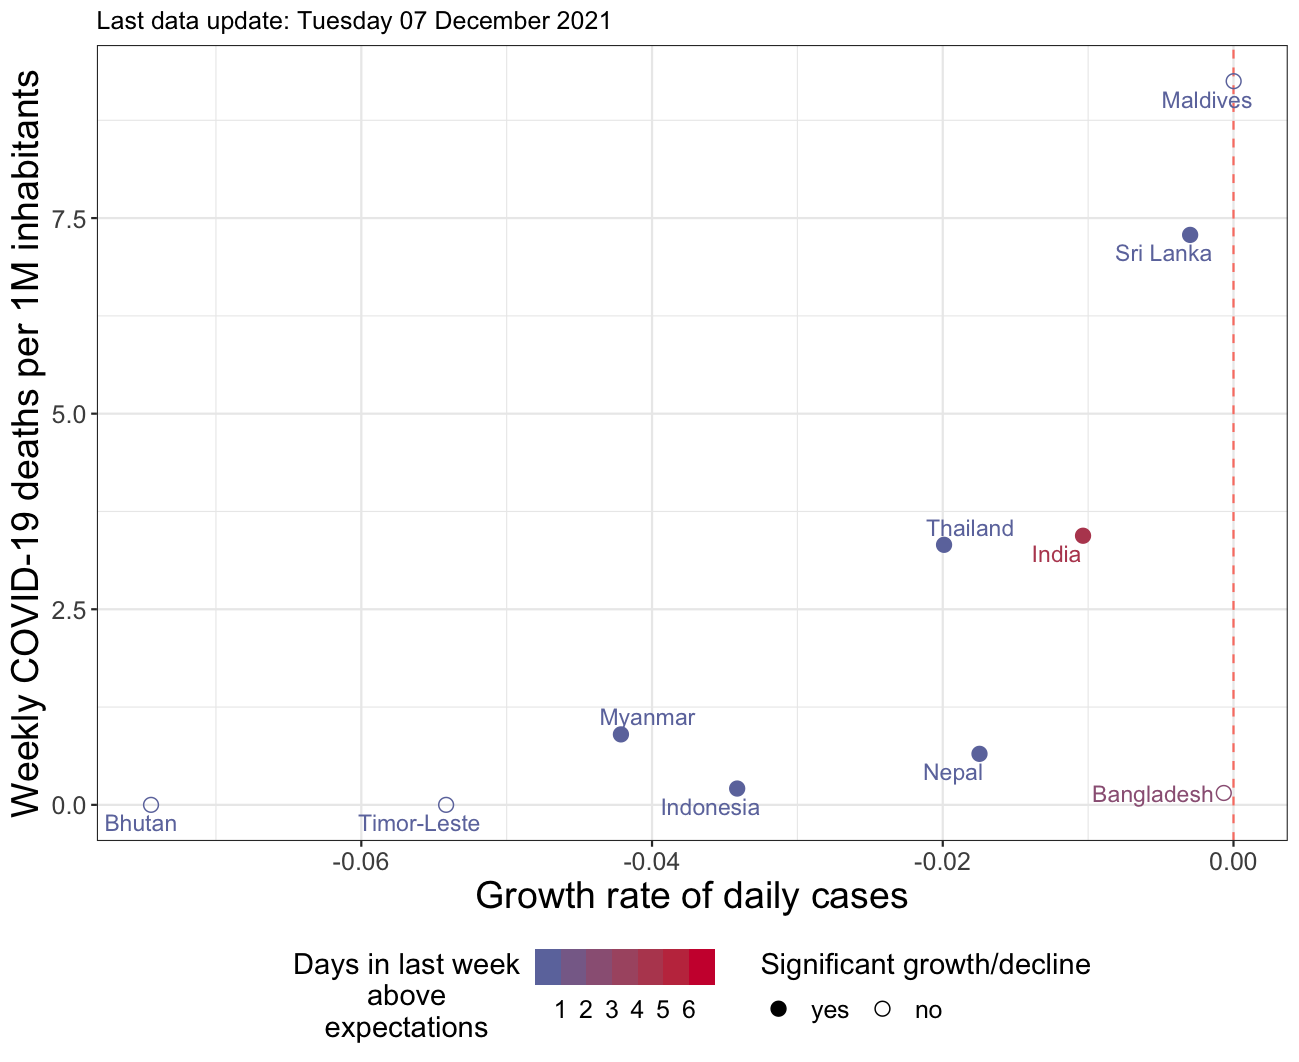 Last data update: Tuesday 07 December 2021
Weekly COVID-19 deaths per 1M inhabitants
7.5
5.0
2.5
0.0
Maldives
Sri Lanka
Thailand
India
Myanmar
Nepal
Indonesia
Bangladesh
Bhutan
Timor-Leste
-0.06
-0.04
-0.02
0.00
Growth rate of daily cases
Days in last week
above
expectations
1 2 3 4 5 6
Significant growth/decline
yes
no